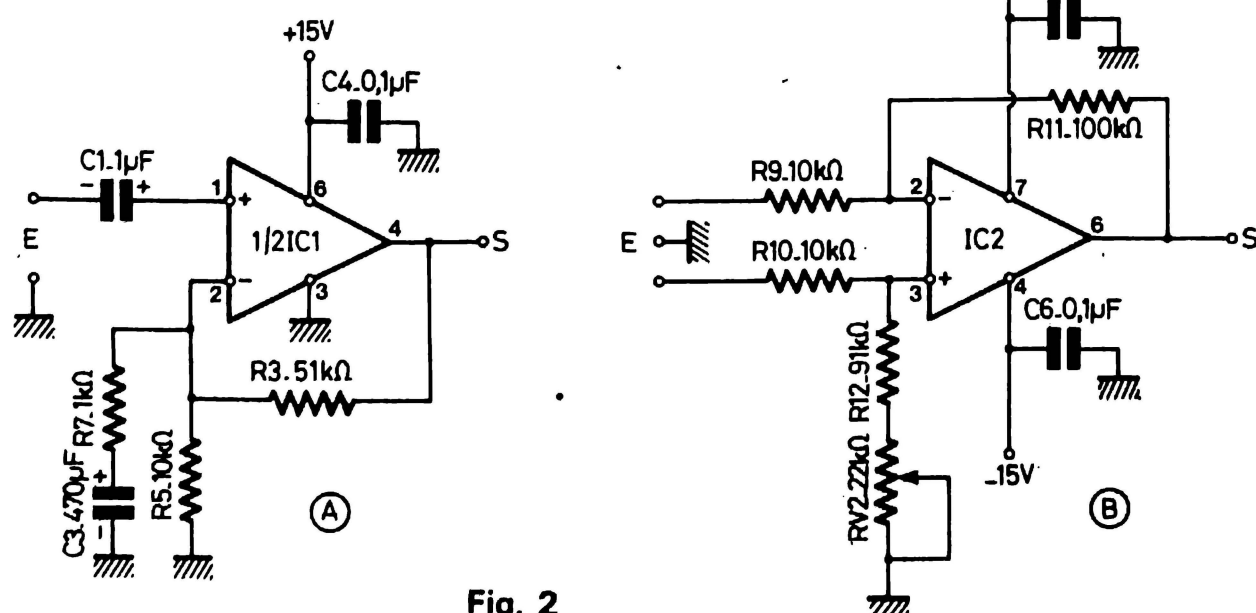 +15V
C4_0,1µF
C1_1µF
- +
1
+
6
E
1/2IC1
4
S
2
-
3
R3_51kΩ
R7_1kΩ
C3_470µF
+
-
R5_10kΩ
A
R11_100kΩ
R9_10kΩ
2
-
7
E
IC2
6
S
R10_10kΩ
3
+
4
C6_0,1µF
R12_91kΩ
RV2_22kΩ
_15V
B
Fig. 2